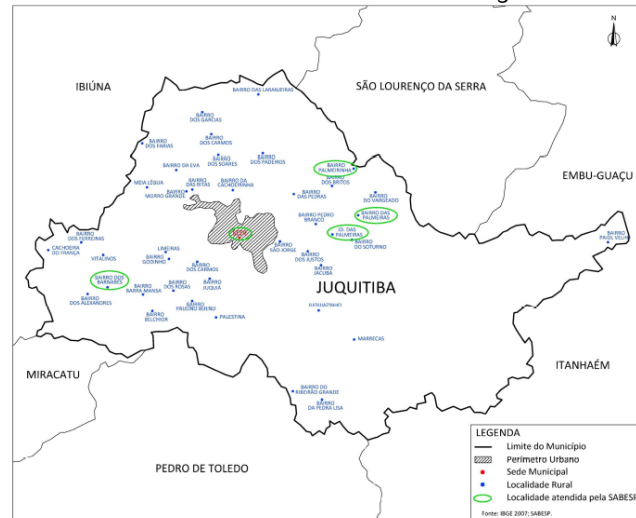 N
IBIÚNA
SÃO LOURENÇO DA SERRA
EMBU-GUAÇU
BAIRRO DAS LARANJEIRAS
BAIRRO
DOS GARCIAS
BAIRRO
DOS FARIAS
BAIRRO
DOS CARMOS
BAIRRO
DOS SOARES
BAIRRO
DOS PADEIROS
BAIRRO
PALMEIRINHA
BAIRRO
DOS BRITOS
BAIRRO DA EVA
MEIA LÉGUA
MORRO GRANDE
BAIRRO
DAS RITAS
BAIRRO DA
CACHOEIRINHA
BAIRRO
DAS PEDRAS
BAIRRO
DO VARGEADO
BAIRRO DAS
PALMEIRAS
BAIRRO PEDRO
BRANCO
JD. DAS
PALMEIRAS
BAIRRO
DO SOTURNO
BAIRRO
SÃO JORGE
BAIRRO
DOS JUSTOS
BAIRRO
JACUBA
SEDE
BAIRRO
DOS FERREIRAS
CACHOEIRA
DO FRANÇA
VITALINOS
LIMEIRAS
BAIRRO
GODINHO
BAIRRO
DOS CARMOS
BAIRRO DOS
BARNABÉS
BAIRRO
DOS ALEXANDRES
BAIRRO
BARRA MANSA
BAIRRO
DOS ROSAS
BAIRRO
JUQUIÁ
BAIRRO
BELCHIOR
BAIRRO
PALESTINA
JUQUITIBA
MARRECAS
BAIRRO DO
RIBEIRÃO GRANDE
BAIRRO
DA PEDRA LISA
MIRACATU
PEDRO DE TOLEDO
ITANHAÉM
LEGENDA
Limite do Município
Perímetro Urbano
Sede Municipal
Localidade Rural
Localidade atendida pela SABESP
Fonte: IBGE 2007; SABESP.